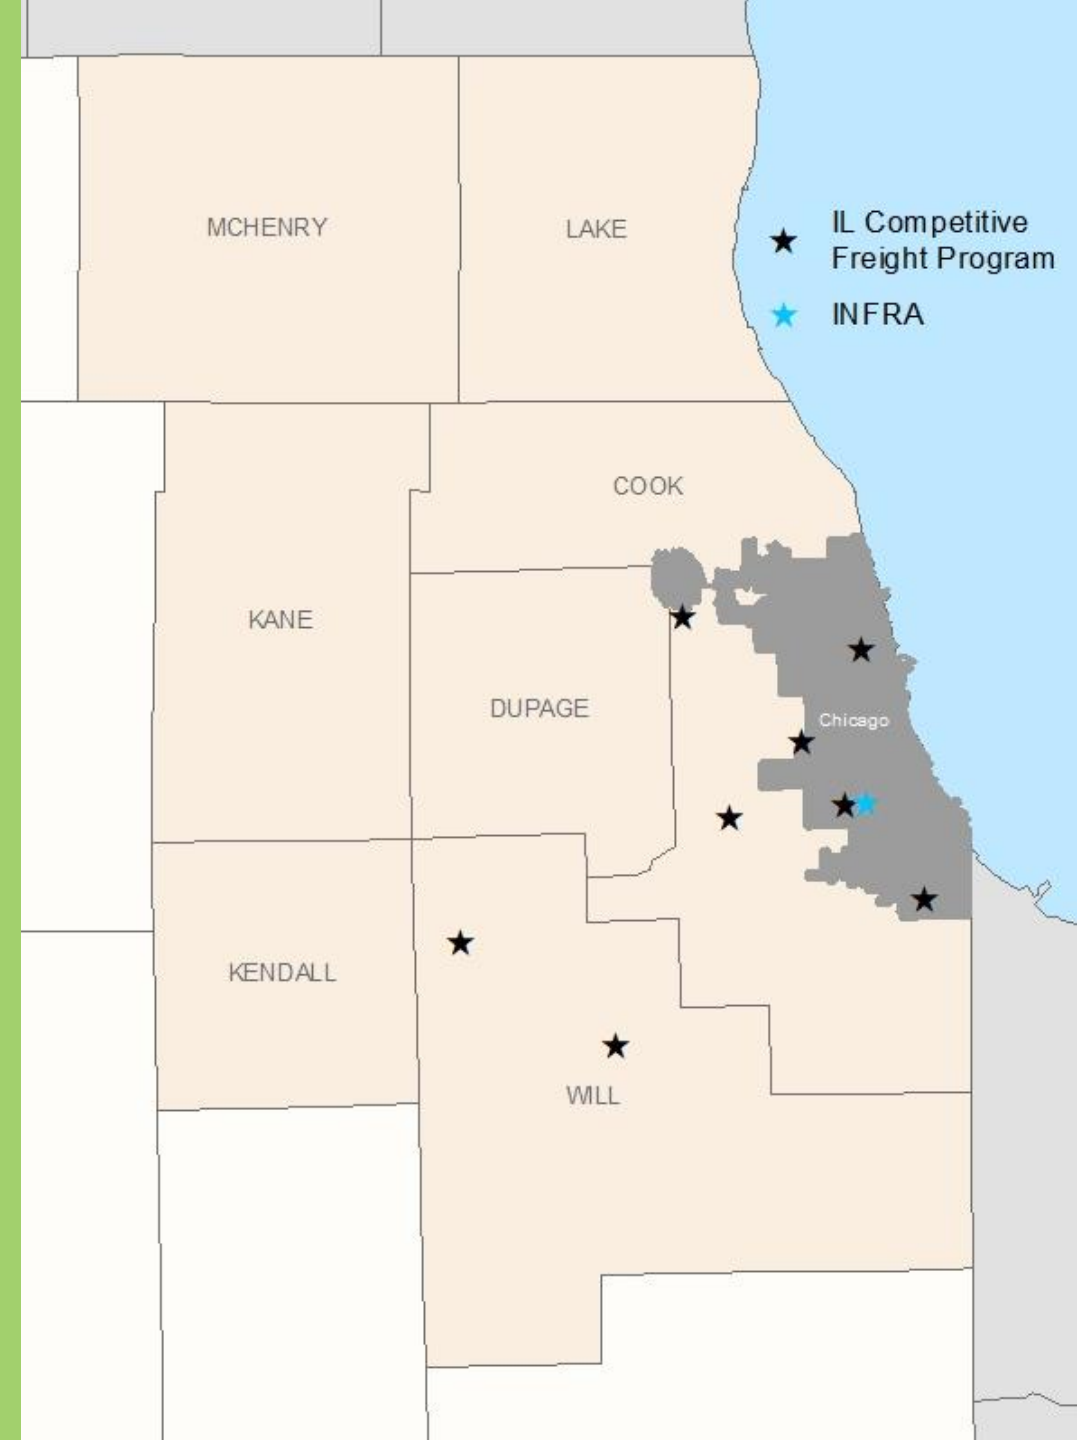 MCHENRY
LAKE
IL Competitive
Freight Program
INFRA
COOK
KANE
DUPAGE
Chicago
KENDALL
WILL